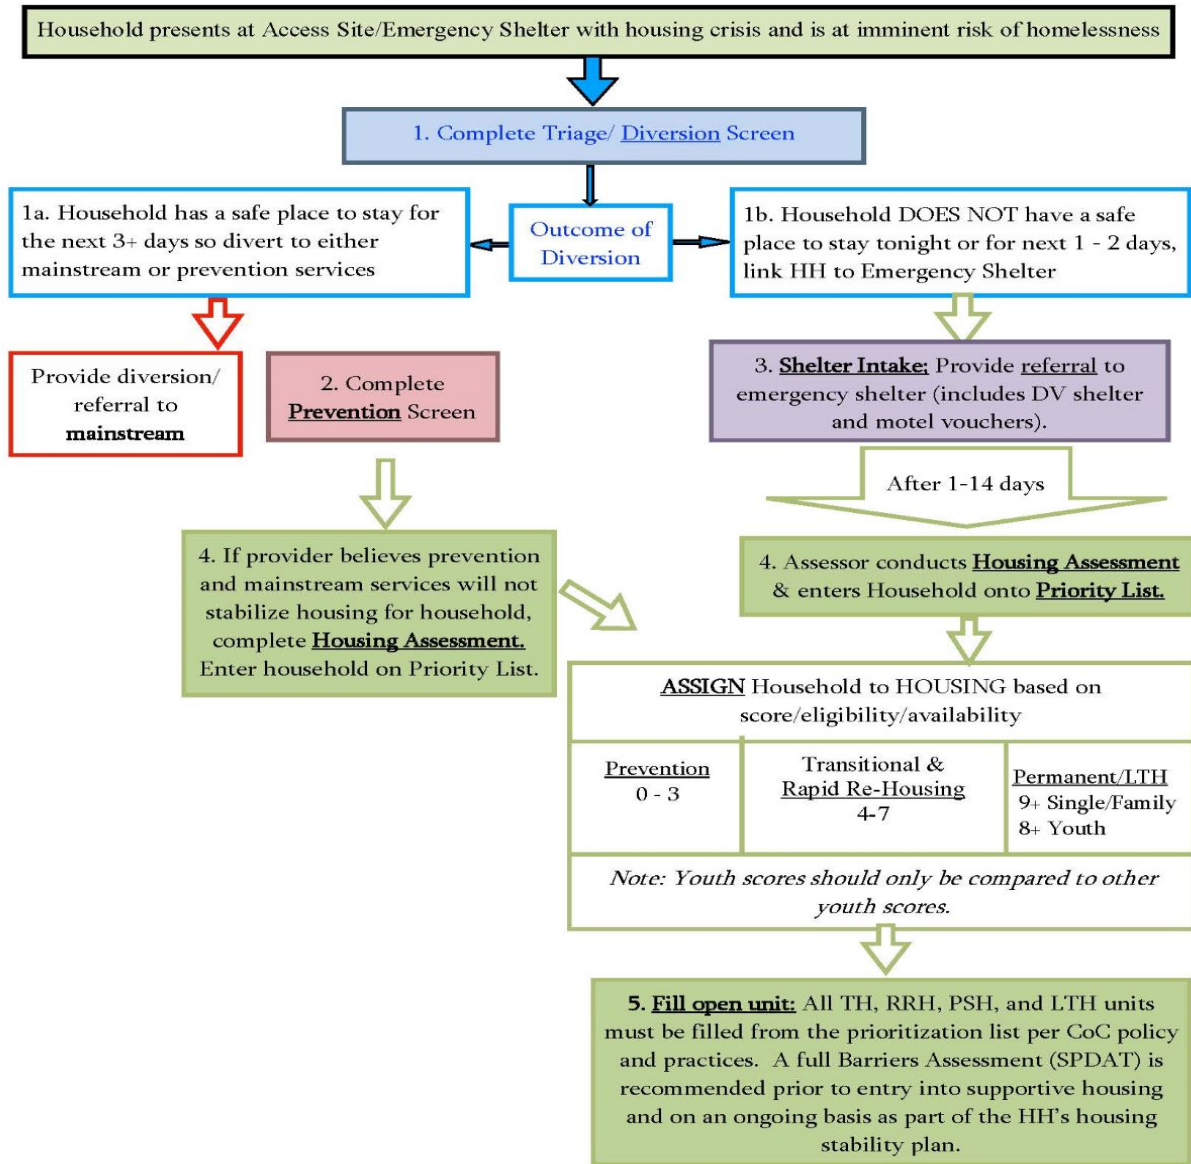 Household presents at Access Site/Emergency Shelter with housing crisis and is at imminent risk of homelessness
1. Complete Triage/ Diversion Screen
1a. Household has a safe place to stay for
the next 3+ days so divert to either
mainstream or prevention services
Outcome of
Diversion
1b. Household DOES NOT have a safe
place to stay tonight or for next 1 - 2 days,
link HH to Emergency Shelter
Provide diversion/
referral to
mainstream
2. Complete
Prevention Screen
3. Shelter Intake; Provide referral to
emergency shelter (includes DV shelter
and motel vouchers).
After 1-14 days
4. If provider believes prevention
and mainstream services will not
stabilize housing for household,
complete Housing Assessment.
Enter household on Priority List.
4. Assessor conducts Housing Assessment
& enters Household onto Priority List.
ASSIGN Household to HOUSING based on
score/eligibility/availability
Prevention
0 - 3
Transitional &
Rapid Re-Housing
4-7
Permanent/LTH
9+ Single/Family
8+ Youth
Note: Youth scores should only be compared to other
youth scores.
5. Fill open unit: All TH, RRH, PSH, and LTH units
must be filled from the prioritization list per CoC policy
and practices. A full Barriers Assessment (SPDAT) is
recommended prior to entry into supportive housing
and on an ongoing basis as part of the HH's housing
stability plan.